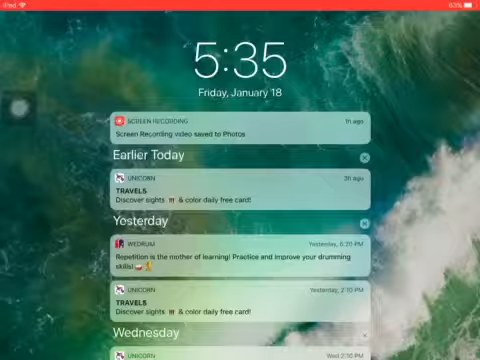 iPad 63%
5:35
Friday, January 18
SCREEN RECORDING 1h ago
Screen Recording video saved to Photos
Earlier Today
UNICORN 3h ago
TRAVELS
Discover sights & color daily free card!
Yesterday
WEDRUM Yesterday, 6:20 PM
Repetition is the mother of learning! Practice and improve your drumming
skills!
UNICORN Yesterday, 2:10 PM
TRAVELS
Discover sights & color daily free card!
Wednesday
UNICORN Wed 2:10 PM